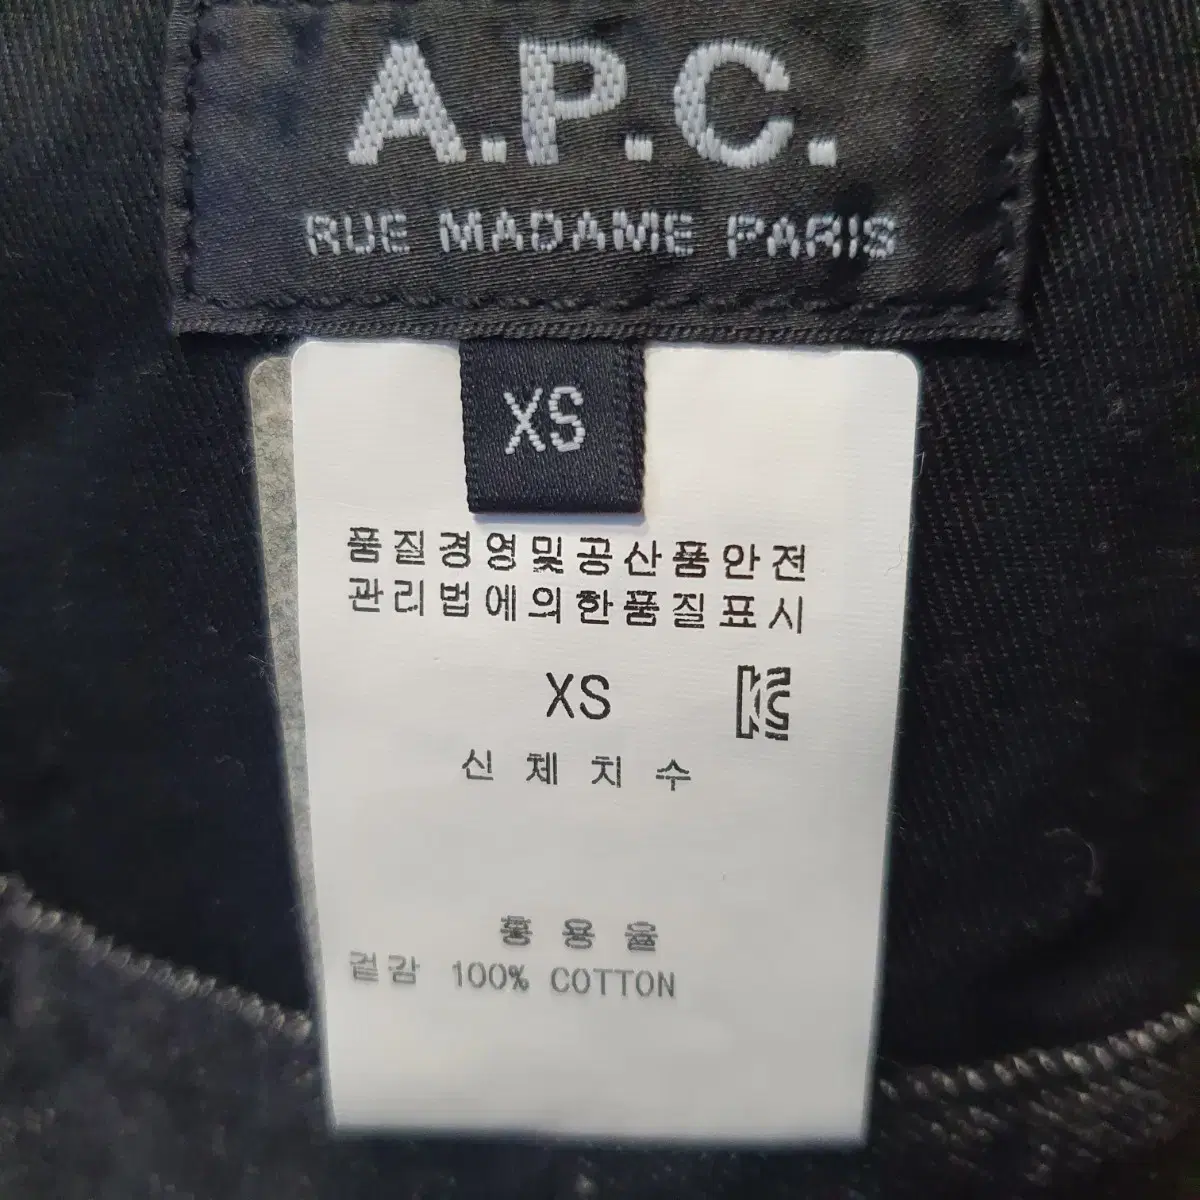 A.P.C.
RUE MADAME PARIS
XS
품질경영및공산품안전
관리법에의한품질표시
XS
신체치수
홍용율
겉감 100% COTTON